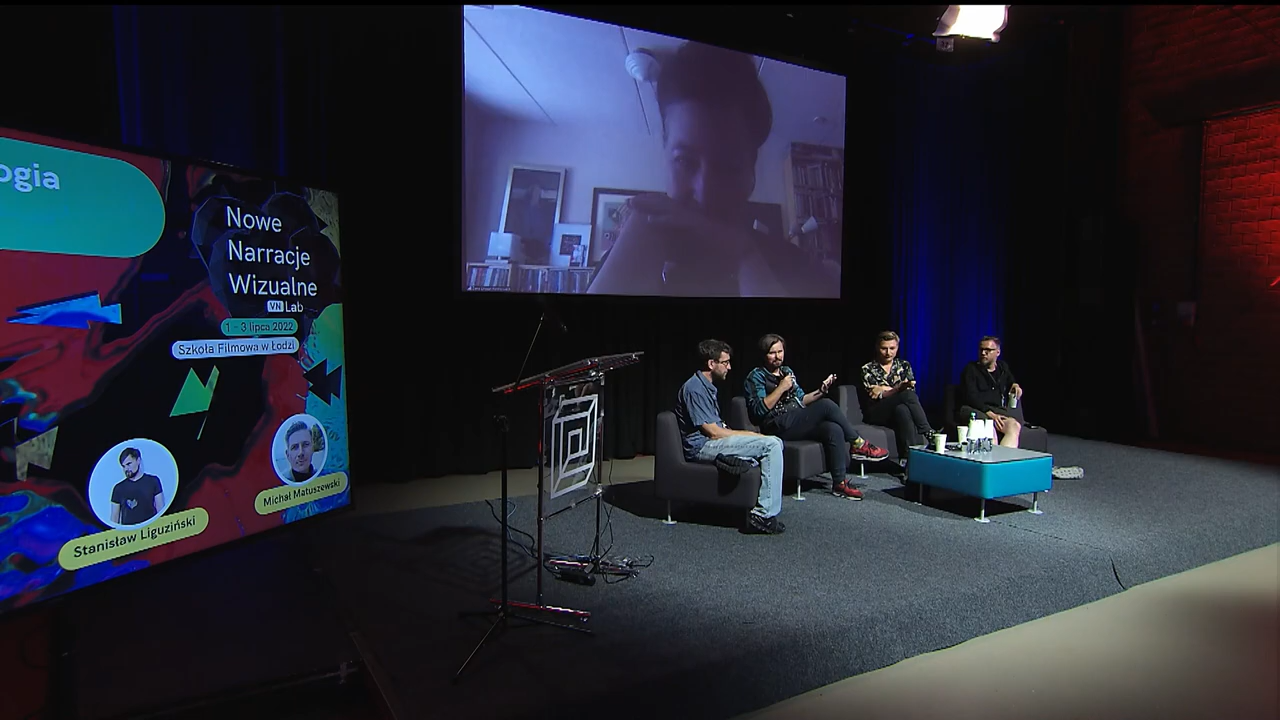 ogia
Nowe
Narracje
Wizualne
VN Lab
1 - 3 lipca 2022
Szkoła Filmowa w Łodzi
Michał Matuszewski
Stanisław Liguziński